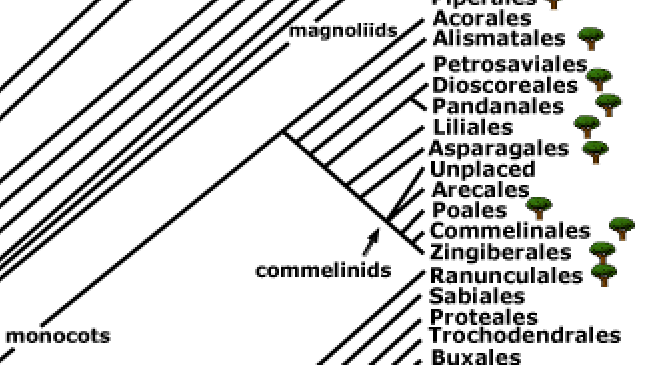 Piperales
Acorales
magnoliids
Alismatales
Petrosaviales
Dioscoreales
Pandanales
Liliales
Asparagales
Unplaced
Arecales
Poales
Commelinales
Zingiberales
commelinids
Ranunculales
Sabiales
Proteales
monocots
Trochodendrales
Buxales